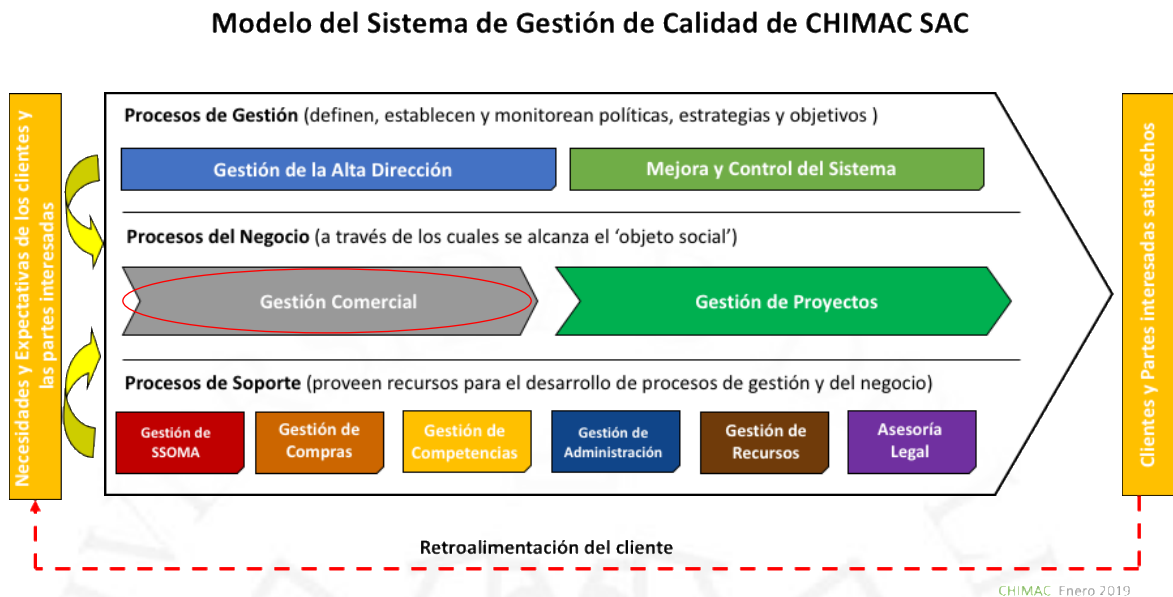 Modelo del Sistema de Gestión de Calidad de CHIMAC SAC
Necesidades y Expectativas de los clientes y
las partes interesadas
Procesos de Gestión (definen, establecen y monitorean políticas, estrategias y objetivos )
Gestión de la Alta Dirección
Mejora y Control del Sistema
Procesos del Negocio (a través de los cuales se alcanza el ‘objeto social’)
Gestión Comercial
Gestión de Proyectos
Procesos de Soporte (proveen recursos para el desarrollo de procesos de gestión y del negocio)
Gestión de
SSOMA
Gestión de
Compras
Gestión de
Competencias
Gestión de
Administración
Gestión de
Recursos
Asesoría
Legal
Clientes y Partes interesadas satisfechos
Retroalimentación del cliente
CHIMAC Enero 2019